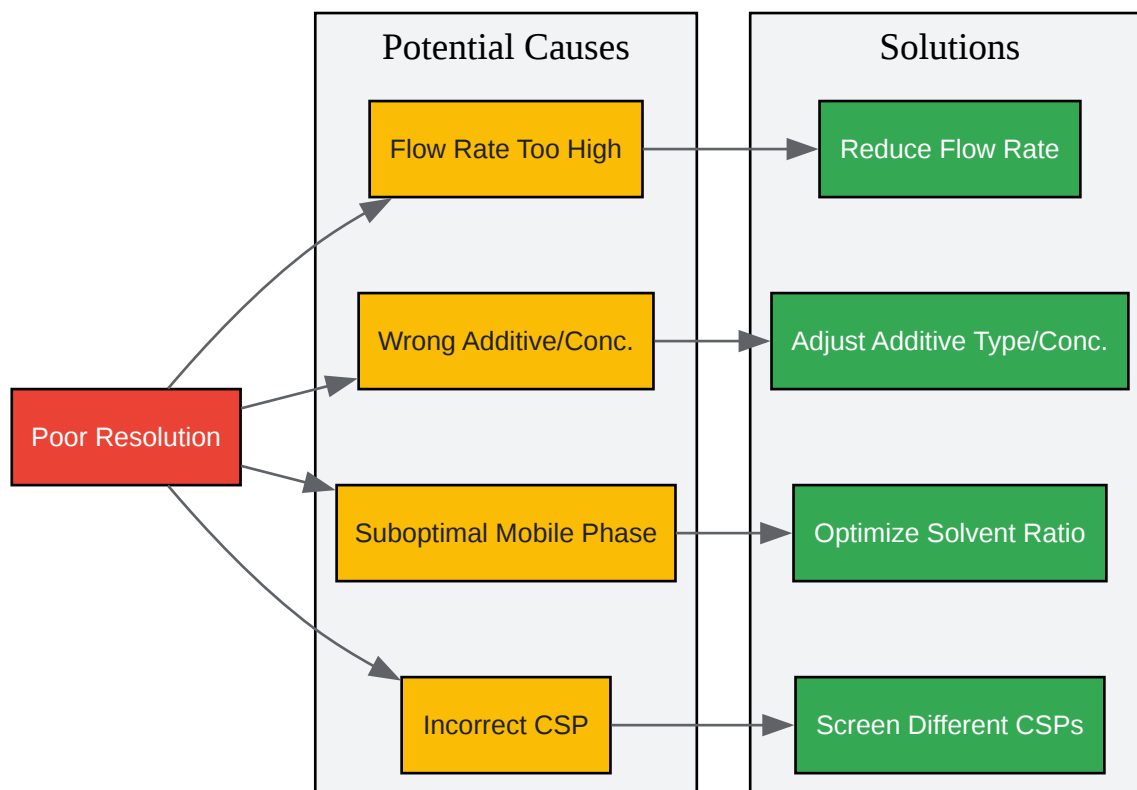 Potential Causes
Solutions
Flow Rate Too High
Reduce Flow Rate
Wrong Additive/Conc.
Adjust Additive Type/Conc.
Poor Resolution
Suboptimal Mobile Phase
Optimize Solvent Ratio
Incorrect CSP
Screen Different CSPs